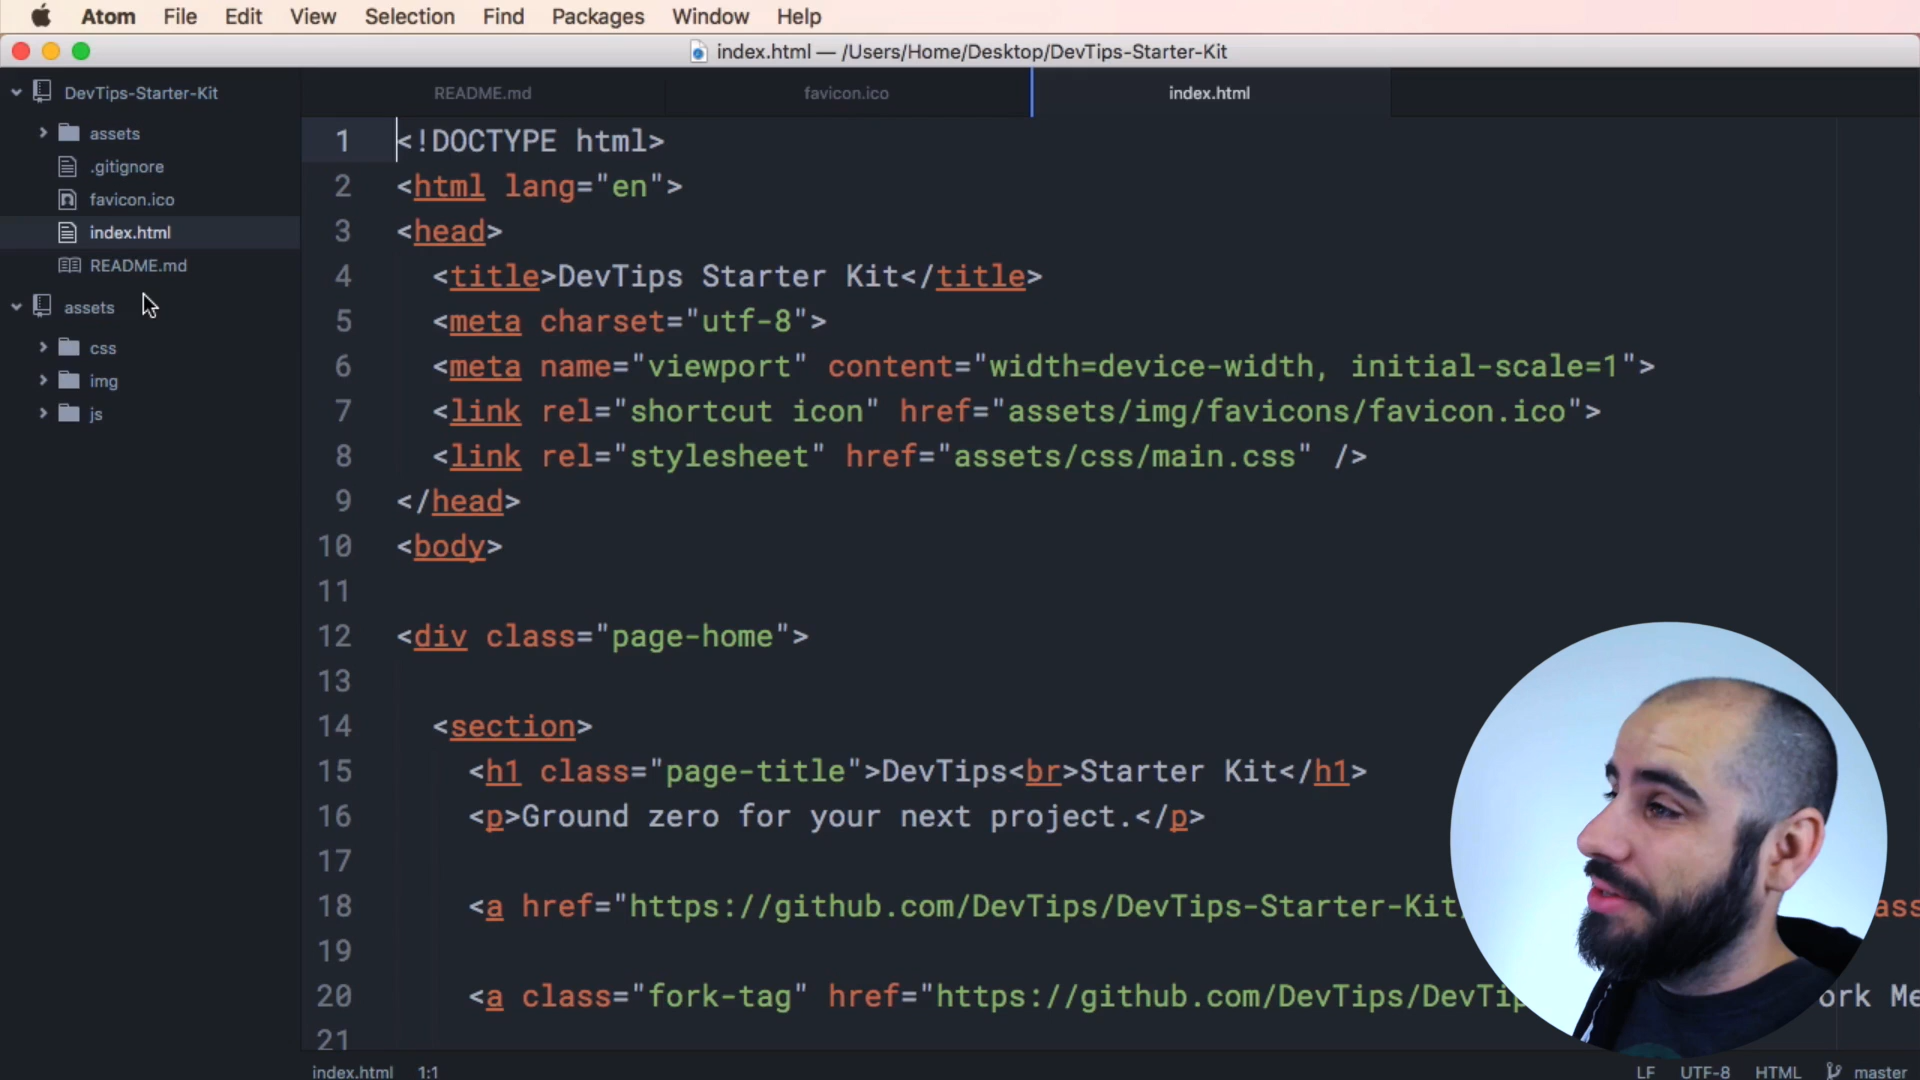 Atom File Edit View Selection Find Packages Window Help
index.html — /Users/Home/Desktop/DevTips-Starter-Kit
DevTips-Starter-Kit
assets
.gitignore
favicon.ico
index.html
README.md
assets
css
img
js
README.md favicon.ico index.html
1 <!DOCTYPE html>
2 <html lang="en">
3 <head>
4 <title>DevTips Starter Kit</title>
5 <meta charset="utf-8">
6 <meta name="viewport" content="width=device-width, initial-scale=1">
7 <link rel="shortcut icon" href="assets/img/favicons/favicon.ico">
8 <link rel="stylesheet" href="assets/css/main.css" />
9 </head>
10 <body>
11
12 <div class="page-home">
13
14 <section>
15 <h1 class="page-title">DevTips<br>Starter Kit</h1>
16 <p>Ground zero for your next project.</p>
17
18 <a href="https://github.com/DevTips/DevTips-Starter-Kit
19
20 <a class="fork-tag" href="https://github.com/DevTips/DevTip ork Me
21
index.html 1:1 LF UTF-8 HTML master